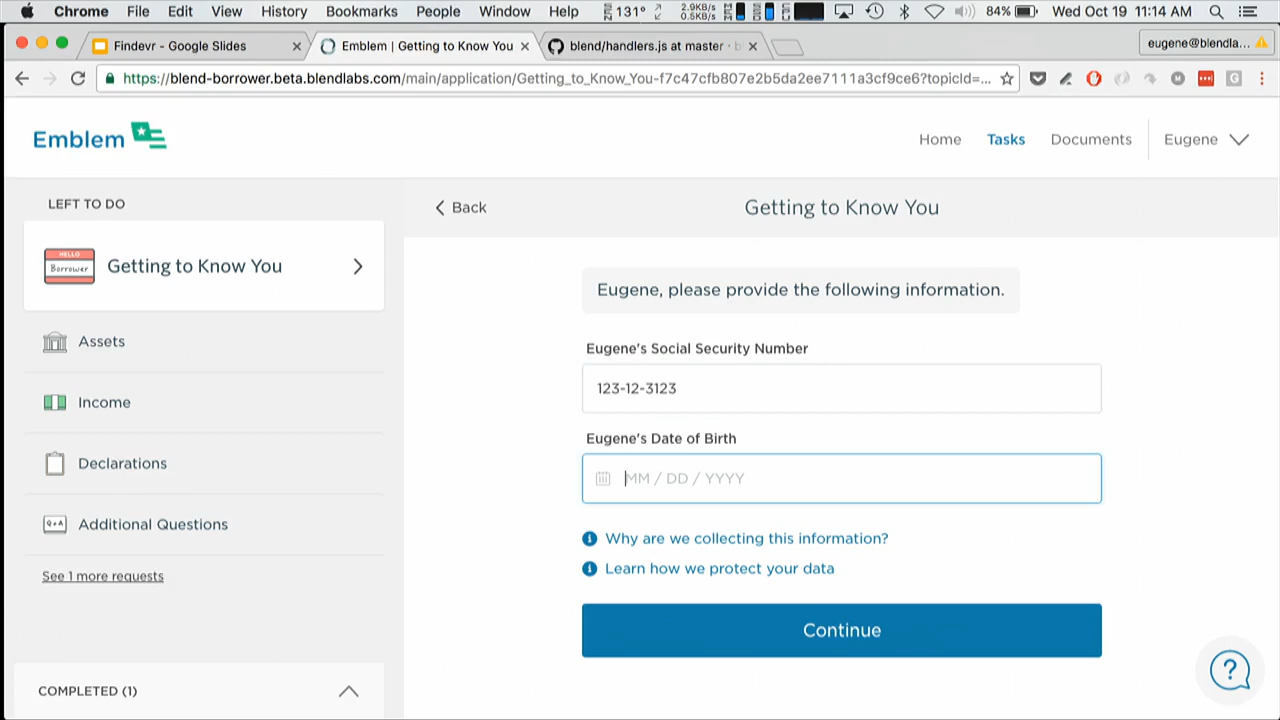 Chrome File Edit View History Bookmarks People Window Help 131° 2.9KB/s 0.5KB/s 84% Wed Oct 19 11:14 AM
Findevr - Google Slides Emblem | Getting to Know You blend/handlers.js at master · b eugene@blendla...
https://blend-borrower.beta.blendlabs.com/main/application/Getting_to_Know_You-f7c47cfb807e2b5da2ee7111a3cf9ce6?topicId=...
Emblem Home Tasks Documents Eugene
LEFT TO DO
Back Getting to Know You
HELLO
Borrower
Getting to Know You
Eugene, please provide the following information.
Assets
Eugene's Social Security Number
123-12-3123
Income
Eugene's Date of Birth
MM / DD / YYYY
Declarations
Q+A Additional Questions
Why are we collecting this information?
Learn how we protect your data
See 1 more requests
Continue
COMPLETED (1)
?